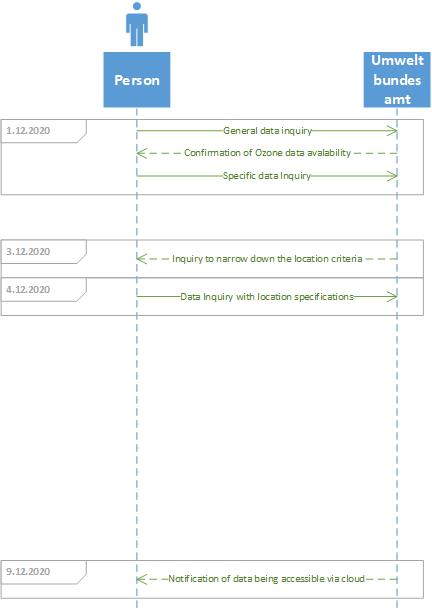 Person
Umwelt
bundes
amt
1.12.2020
General data inquiry
Confirmation of Ozone data avalability
Specific data Inquiry
3.12.2020
Inquiry to narrow down the location criteria
4.12.2020
Data Inquiry with location specifications
9.12.2020
Notification of data being accessible via cloud